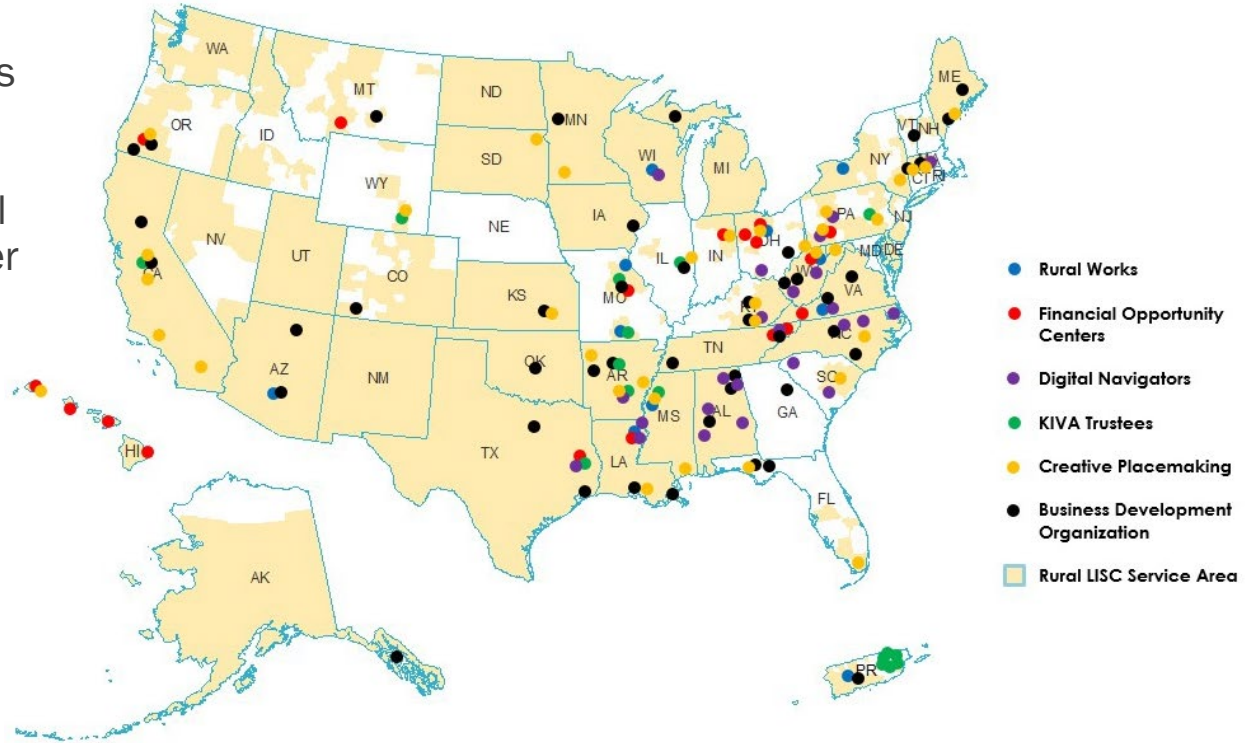 s
l
er
WA
MT
ND
MN
ME
OR
ID
SD
WI
MI
NY
VT
NH
WY
CT
RI
IA
PA
NJ
NE
NV
UT
CO
IL
IN
OH
MD
DE
CA
KS
MO
VA
KY
AZ
NM
OK
TN
NC
AR
SC
MS
AL
GA
HI
TX
LA
FL
AK
PR
Rural Works
Financial Opportunity
Centers
Digital Navigators
KIVA Trustees
Creative Placemaking
Business Development
Organization
Rural LISC Service Area